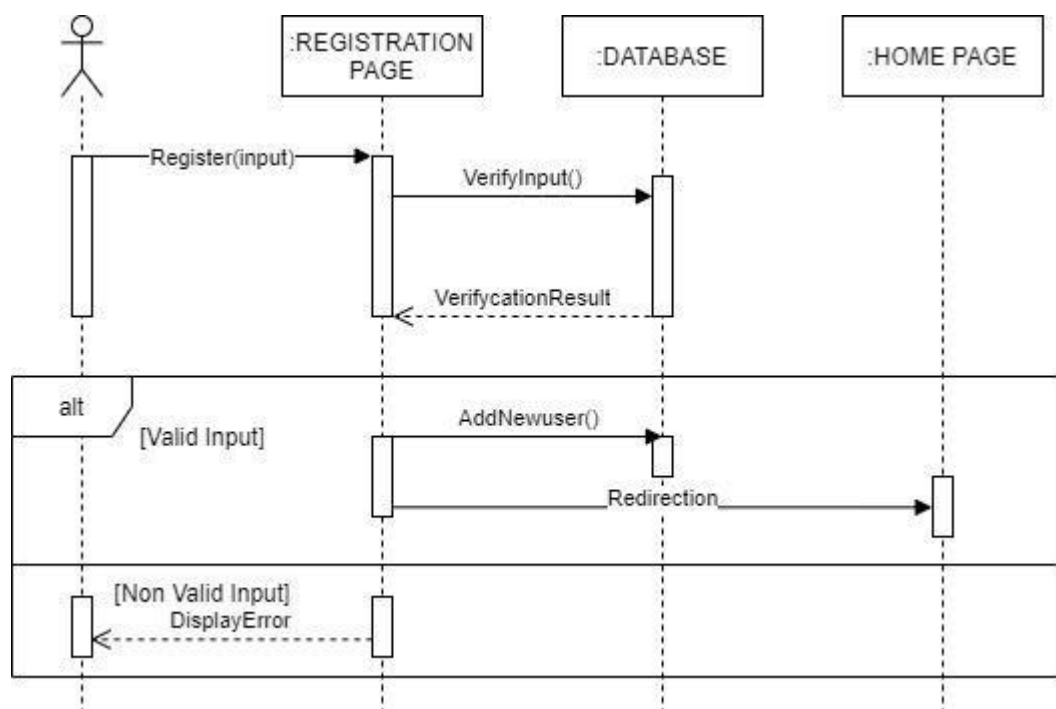 :REGISTRATION
PAGE
:DATABASE
:HOME PAGE
Register(input)
VerifyInput()
VerifycationResult
alt
[Valid Input]
AddNewuser()
Redirection
[Non Valid Input]
DisplayError